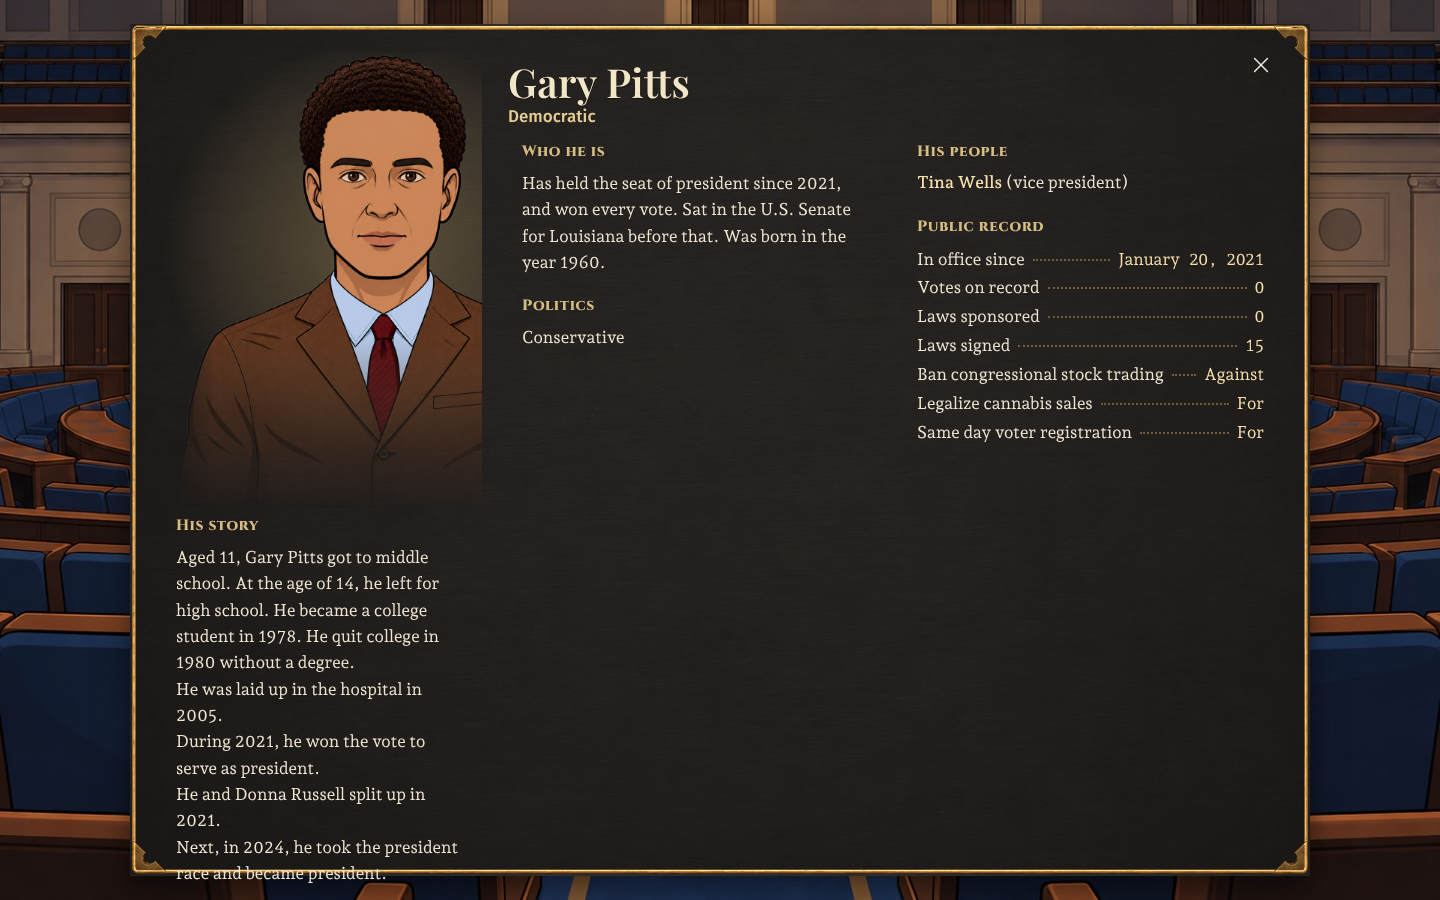 Gary Pitts
Democratic
Who he is
Has held the seat of president since 2021,
and won every vote. Sat in the U.S. Senate
for Louisiana before that. Was born in the
year 1960.
Politics
Conservative
His people
Tina Wells (vice president)
Public record
In office since January 20, 2021
Votes on record 0
Laws sponsored 0
Laws signed 15
Ban congressional stock trading Against
Legalize cannabis sales For
Same day voter registration For
His story
Aged 11, Gary Pitts got to middle
school. At the age of 14, he left for
high school. He became a college
student in 1978. He quit college in
1980 without a degree.
He was laid up in the hospital in
2005.
During 2021, he won the vote to
serve as president.
He and Donna Russell split up in
2021.
Next, in 2024, he took the president
race and became president.